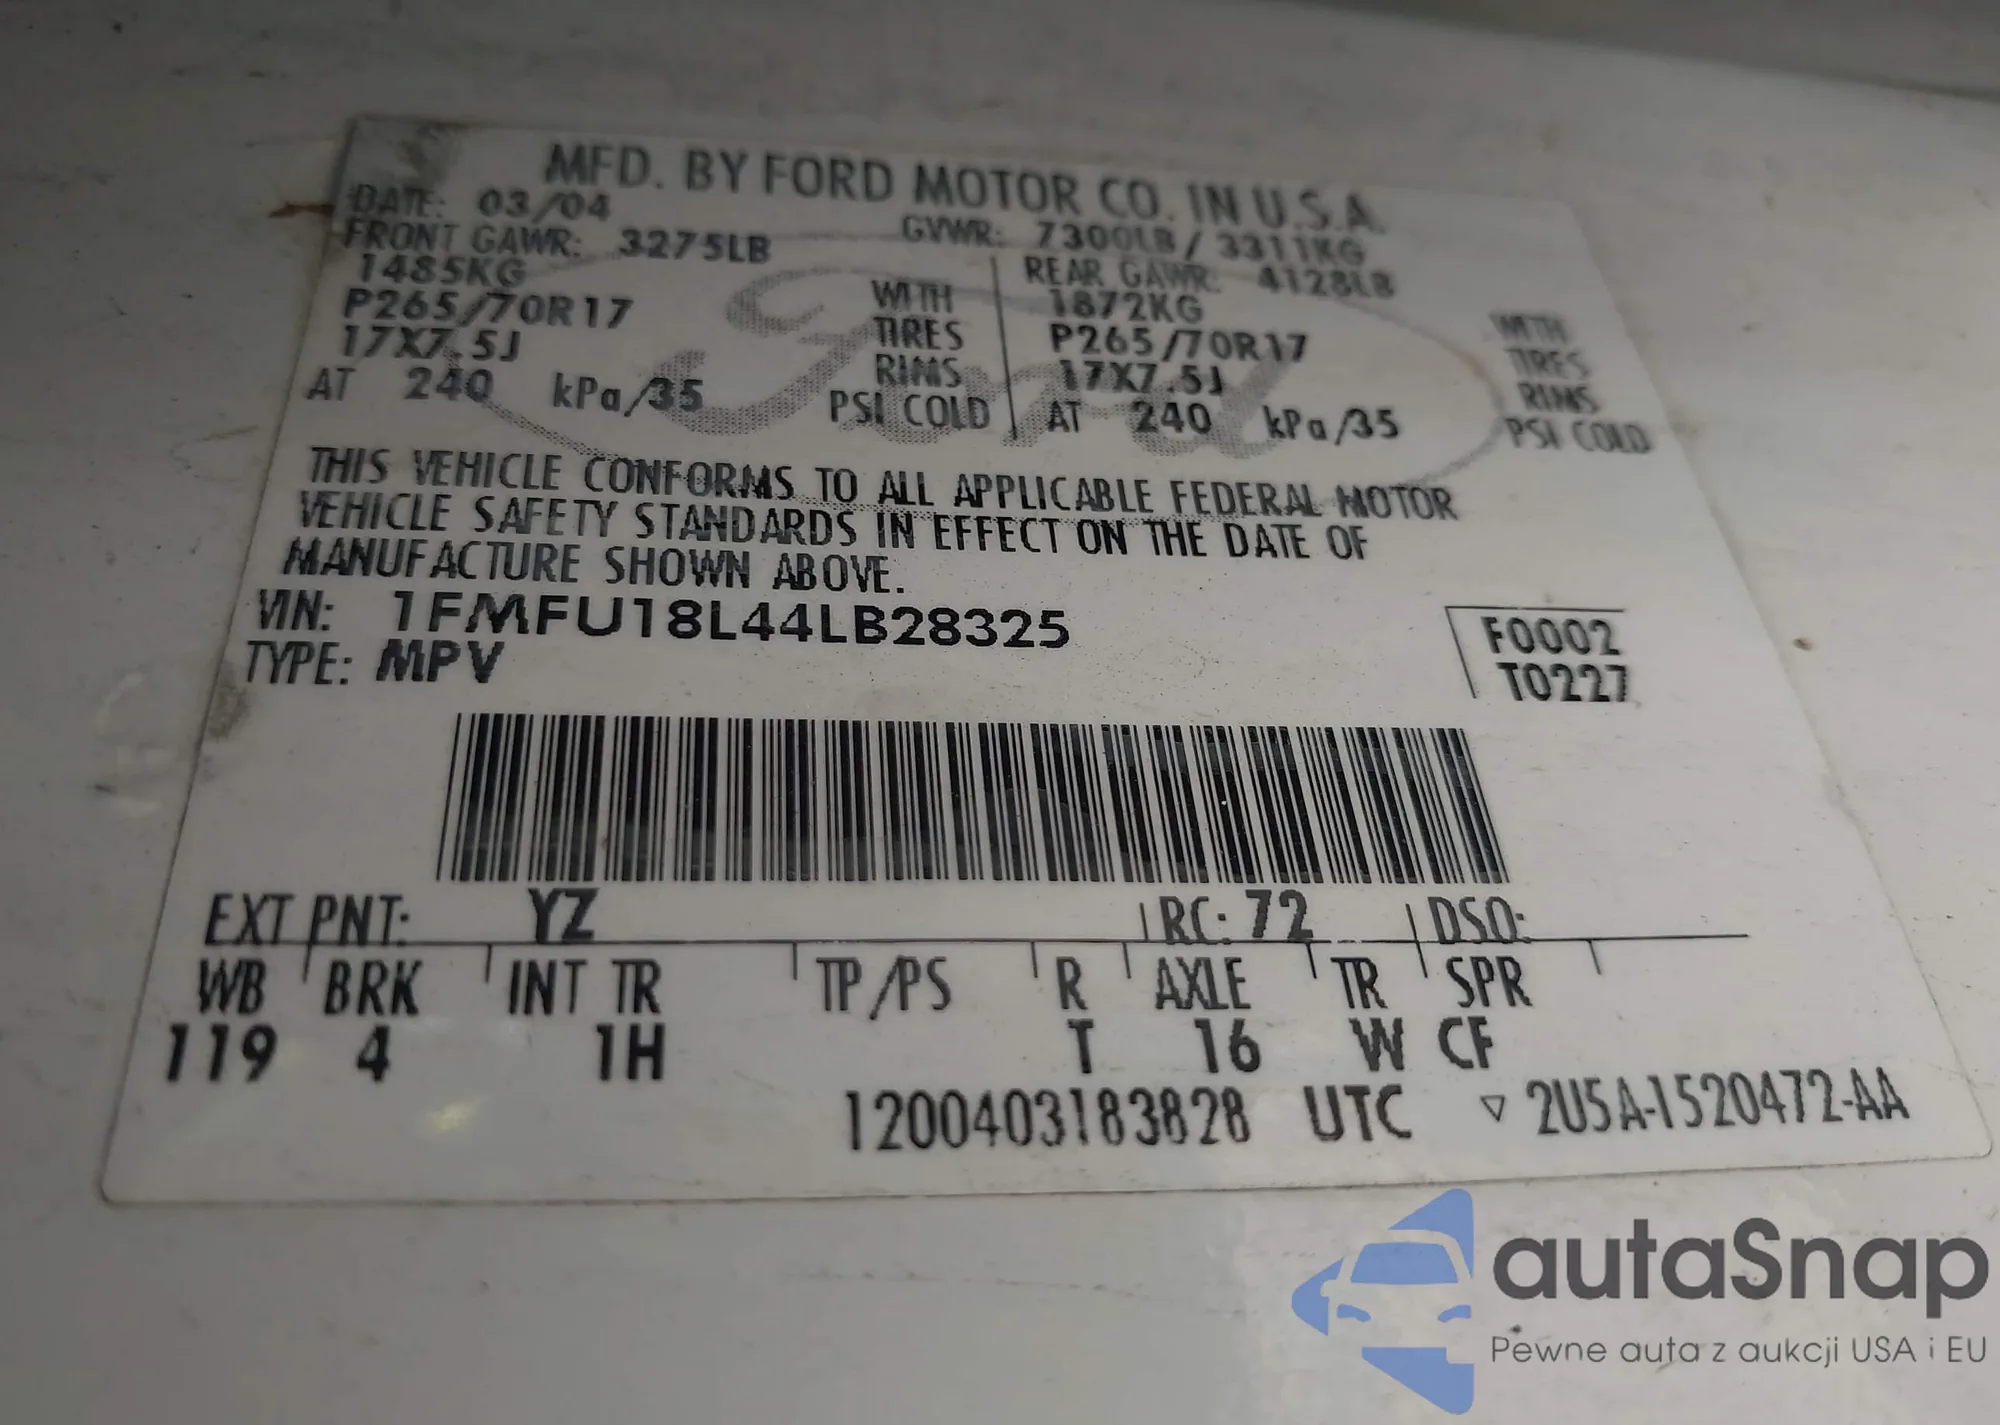 MFD. BY FORD MOTOR CO. IN U.S.A.
DATE: 03/04 GVWR: 7300LB / 3311KG
FRONT GAWR: 3275LB REAR GAWR: 4128LB
1485KG WITH 1872KG WITH
P265/70R17 TIRES P265/70R17 TIRES
17X7.5J RIMS 17X7.5J RIMS
AT 240 kPa/35 PSI COLD AT 240 kPa/35 PSI COLD
Ford
THIS VEHICLE CONFORMS TO ALL APPLICABLE FEDERAL MOTOR
VEHICLE SAFETY STANDARDS IN EFFECT ON THE DATE OF
MANUFACTURE SHOWN ABOVE.
VIN: 1FMFU18L44LB28325
TYPE: MPV
F0002
T0227
EXT PNT: YZ RC: 72 DSO:
WB BRK INT TR TP/PS R AXLE TR SPR
119 4 1H T 16 W CF
1200403183828 UTC ▽ 2U5A-1520472-AA
autaSnap
Pewne auta z aukcji USA i EU